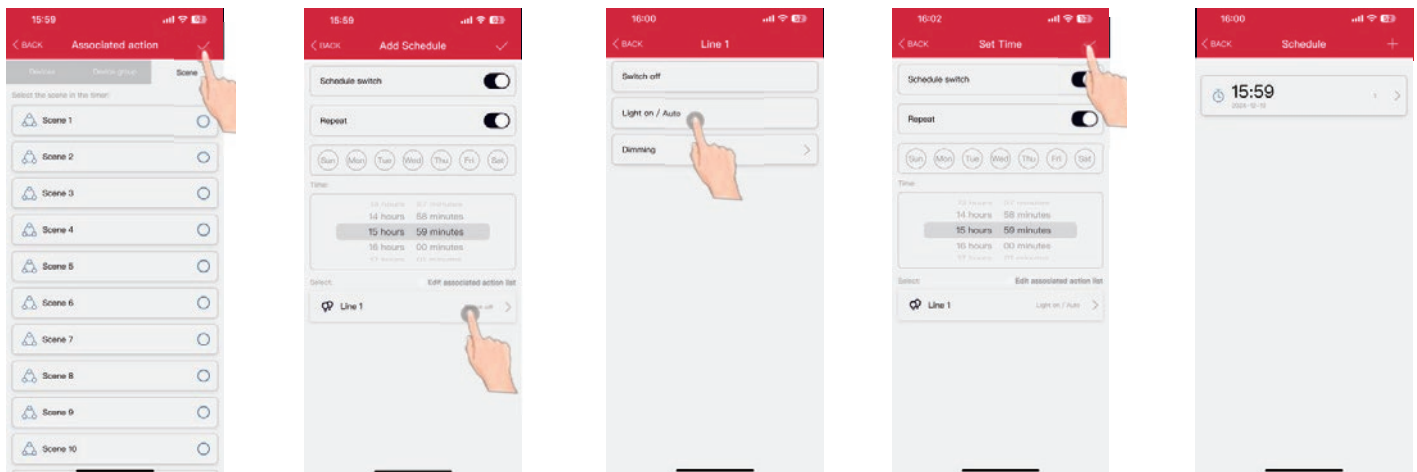 15:59
BACK Associated action
Devices Device group Scene
Select the scene in the timer:
Scene 1
Scene 2
Scene 3
Scene 4
Scene 5
Scene 6
Scene 7
Scene 8
Scene 9
Scene 10
15:59
BACK Add Schedule
Schedule switch
Repeat
Sun Mon Tue Wed Thu Fri Sat
Time:
14 hours 58 minutes
15 hours 59 minutes
16 hours 00 minutes
Select: Edit associated action list
Line 1
16:00
BACK Line 1
Switch off
Light on / Auto
Dimming
16:02
BACK Set Time
Schedule switch
Repeat
Sun Mon Tue Wed Thu Fri Sat
Time:
14 hours 58 minutes
15 hours 59 minutes
16 hours 00 minutes
Select: Edit associated action list
Line 1 Light on / Auto
16:00
BACK Schedule +
15:59